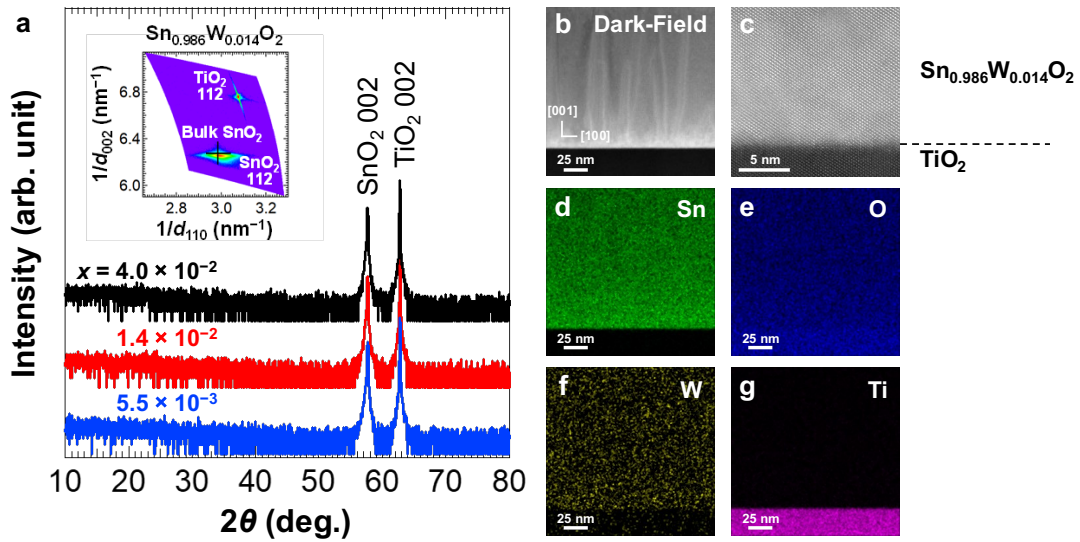 a
Sn₀.₉₈₆W₀.₀₁₄O₂
TiO₂
112
Bulk SnO₂
SnO₂
112
6.8
6.4
6.0
1/d₀₀₂ (nm⁻¹)
2.8 3.0 3.2
1/d₁₁₀ (nm⁻¹)
SnO₂ 002
TiO₂ 002
x = 4.0 × 10⁻²
1.4 × 10⁻²
5.5 × 10⁻³
Intensity (arb. unit)
10 20 30 40 50 60 70 80
2θ (deg.)
b Dark-Field
[001]
[100]
25 nm
c
5 nm
Sn₀.₉₈₆W₀.₀₁₄O₂
TiO₂
d Sn
25 nm
e O
25 nm
f W
25 nm
g Ti
25 nm